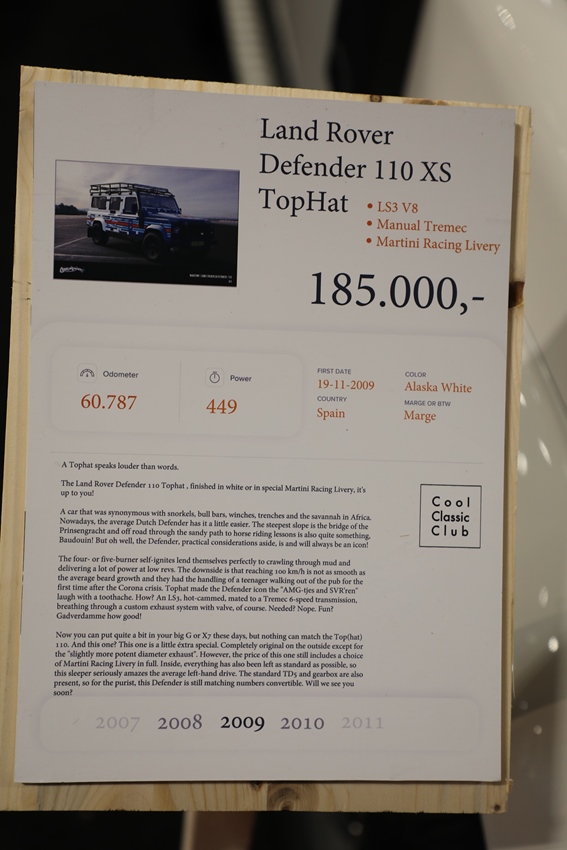 Land Rover
Defender 110 XS
TopHat
• LS3 V8
• Manual Tremec
• Martini Racing Livery
185.000,-
Odometer
60.787
Power
449
FIRST DATE
19-11-2009
COUNTRY
Spain
COLOR
Alaska White
MARGE OR BTW
Marge
A Tophat speaks louder than words.
The Land Rover Defender 110 Tophat , finished in white or in special Martini Racing Livery, it's
up to you!
A car that was synonymous with snorkels, bull bars, winches, trenches and the savannah in Africa.
Nowadays, the average Dutch Defender has it a little easier. The steepest slope is the bridge of the
Prinsengracht and off road through the sandy path to horse riding lessons is also quite something,
Baudouin! But oh well, the Defender, practical considerations aside, is and will always be an icon!
The four- or five-burner self-ignites lend themselves perfectly to crawling through mud and
delivering a lot of power at low revs. The downside is that reaching 100 km/h is not as smooth as
the average beard growth and they had the handling of a teenager walking out of the pub for the
first time after the Corona crisis. Tophat made the Defender icon the "AMG-tjes and SVR'ren"
laugh with a toothache. How? An LS3, hot-cammed, mated to a Tremec 6-speed transmission,
breathing through a custom exhaust system with valve, of course. Needed? Nope. Fun?
Gadverdamme how good!
Now you can put quite a bit in your big G or X7 these days, but nothing can match the Top(hat)
110. And this one? This one is a little extra special. Completely original on the outside except for
the "slightly more potent diameter exhaust". However, the price of this one still includes a choice
of Martini Racing Livery in full. Inside, everything has also been left as standard as possible, so
this sleeper seriously amazes the average left-hand drive. The standard TD5 and gearbox are also
present, so for the purist, this Defender is still matching numbers convertible. Will we see you
soon?
Cool
Classic
Club
2007 2008 2009 2010 2011